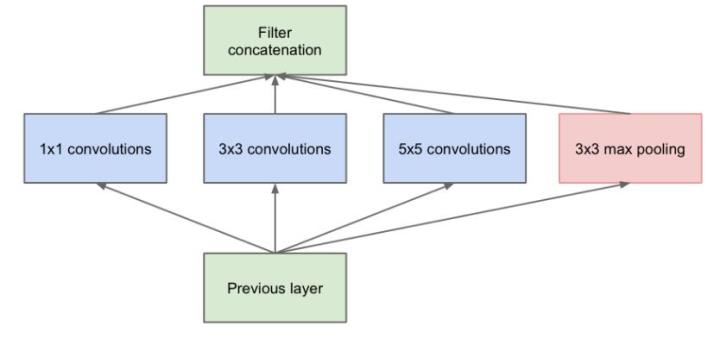 Filter
concatenation
1x1 convolutions
3x3 convolutions
5x5 convolutions
3x3 max pooling
Previous layer